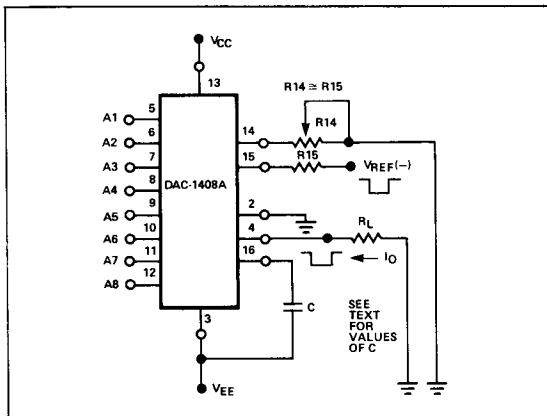 VCC
13
R14 ≅ R15
A1 5
A2 6
A3 7
A4 8
A5 9
A6 10
A7 11
A8 12
DAC-1408A
14 R14
15 R15
VREF(-)
2
4
RL
IO
16
C
SEE
TEXT
FOR
VALUES
OF C
3
VEE